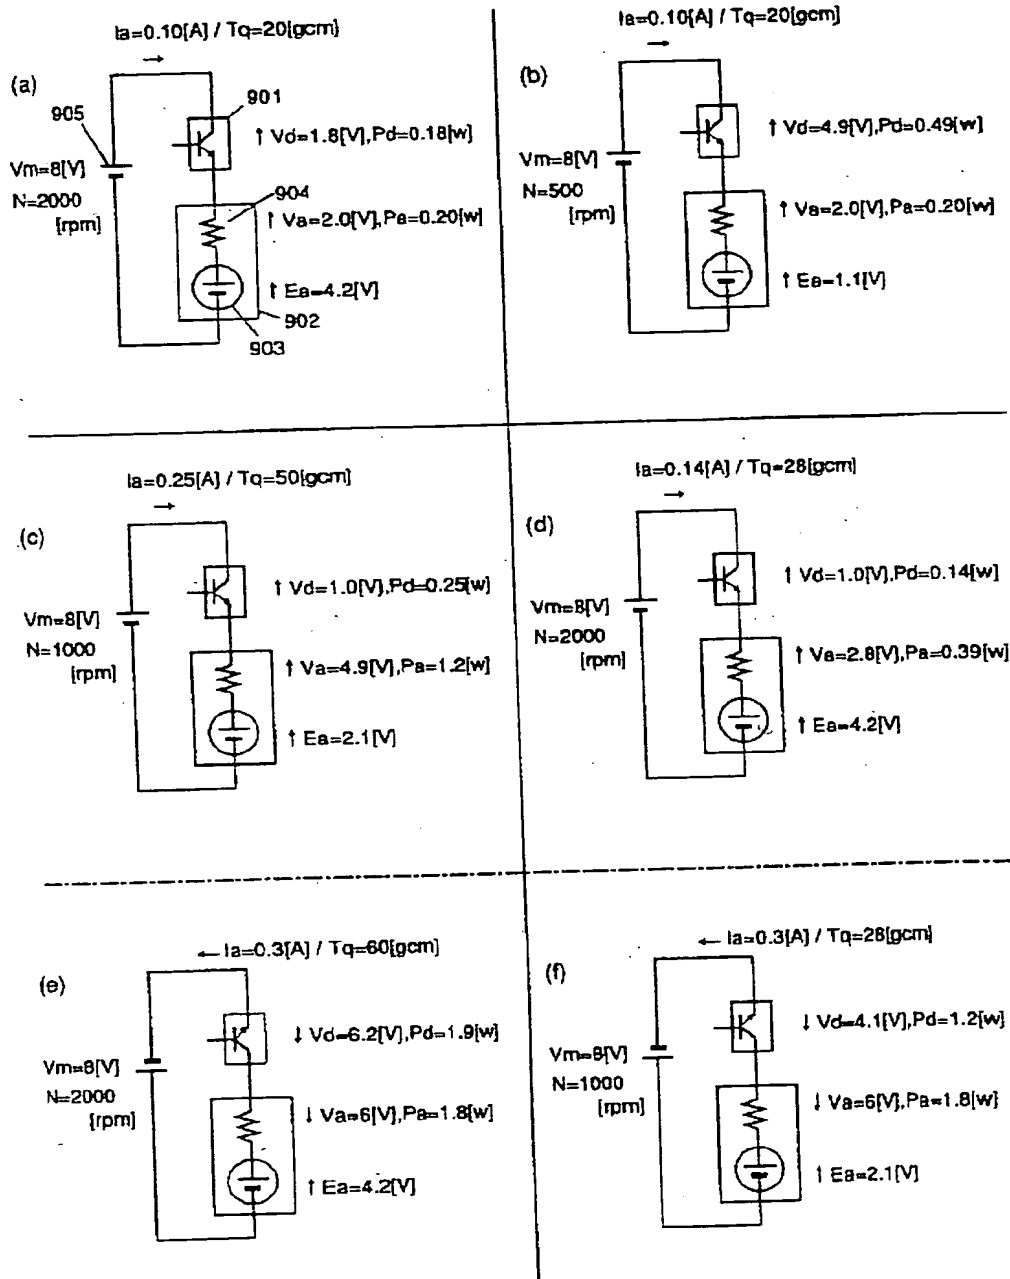 Ia=0.10[A] / Tq=20[gcm]
→
(a)
905
901
↑ Vd=1.8[V],Pd=0.18[w]
Vm=8[V]
N=2000
[rpm]
904
↑ Va=2.0[V],Pa=0.20[w]
↑ Ea=4.2[V]
902
903
Ia=0.10[A] / Tq=20[gcm]
→
(b)
↑ Vd=4.9[V],Pd=0.49[w]
Vm=8[V]
N=500
[rpm]
↑ Va=2.0[V],Pa=0.20[w]
↑ Ea=1.1[V]
Ia=0.25[A] / Tq=50[gcm]
→
(c)
↑ Vd=1.0[V],Pd=0.25[w]
Vm=8[V]
N=1000
[rpm]
↑ Va=4.9[V],Pa=1.2[w]
↑ Ea=2.1[V]
Ia=0.14[A] / Tq=28[gcm]
→
(d)
↑ Vd=1.0[V],Pd=0.14[w]
Vm=8[V]
N=2000
[rpm]
↑ Va=2.8[V],Pa=0.39[w]
↑ Ea=4.2[V]
← Ia=0.3[A] / Tq=60[gcm]
(e)
↓ Vd=6.2[V],Pd=1.9[w]
Vm=8[V]
N=2000
[rpm]
↓ Va=6[V],Pa=1.8[w]
↑ Ea=4.2[V]
← Ia=0.3[A] / Tq=28[gcm]
(f)
↓ Vd=4.1[V],Pd=1.2[w]
Vm=8[V]
N=1000
[rpm]
↓ Va=6[V],Pa=1.8[w]
↑ Ea=2.1[V]